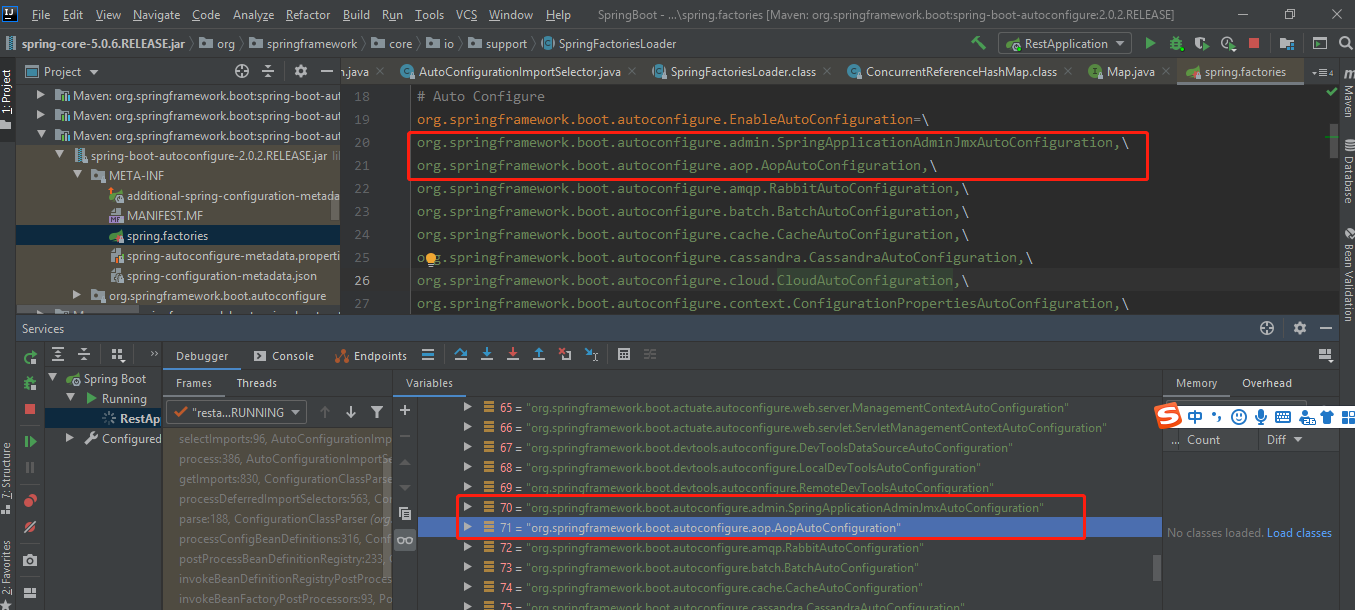 File Edit View Navigate Code Analyze Refactor Build Run Tools VCS Window Help SpringBoot - ...\spring.factories [Maven: org.springframework.boot:spring-boot-autoconfigure:2.0.2.RELEASE]
spring-core-5.0.6.RELEASE.jar org springframework core io support SpringFactoriesLoader RestApplication
1: Project
Project
n.java AutoConfigurationImportSelector.java SpringFactoriesLoader.class ConcurrentReferenceHashMap.class Map.java spring.factories 4
Maven: org.springframework.boot:spring-boot-aut
Maven: org.springframework.boot:spring-boot-aut
Maven: org.springframework.boot:spring-boot-aut
spring-boot-autoconfigure-2.0.2.RELEASE.jar lib
META-INF
additional-spring-configuration-metada
MANIFEST.MF
spring.factories
spring-autoconfigure-metadata.properti
spring-configuration-metadata.json
org.springframework.boot.autoconfigure
18 # Auto Configure
19 org.springframework.boot.autoconfigure.EnableAutoConfiguration=\
20 org.springframework.boot.autoconfigure.admin.SpringApplicationAdminJmxAutoConfiguration,\
21 org.springframework.boot.autoconfigure.aop.AopAutoConfiguration,\
22 org.springframework.boot.autoconfigure.amqp.RabbitAutoConfiguration,\
23 org.springframework.boot.autoconfigure.batch.BatchAutoConfiguration,\
24 org.springframework.boot.autoconfigure.cache.CacheAutoConfiguration,\
25 org.springframework.boot.autoconfigure.cassandra.CassandraAutoConfiguration,\
26 org.springframework.boot.autoconfigure.cloud.CloudAutoConfiguration,\
27 org.springframework.boot.autoconfigure.context.ConfigurationPropertiesAutoConfiguration,\
Maven
Database
Bean Validation
Services
Debugger Console Endpoints
Spring Boot
Running
RestAp
Configured
Frames Threads
"resta...RUNNING
selectImports:96, AutoConfigurationImp
process:386, AutoConfigurationImportSe
getImports:830, ConfigurationClassParse
processDeferredImportSelectors:563, Co
parse:188, ConfigurationClassParser (org.
processConfigBeanDefinitions:316, Conf
postProcessBeanDefinitionRegistry:233,
invokeBeanDefinitionRegistryPostProces
invokeBeanFactoryPostProcessors:93, Po
Variables
65 = "org.springframework.boot.actuate.autoconfigure.web.server.ManagementContextAutoConfiguration"
66 = "org.springframework.boot.actuate.autoconfigure.web.servlet.ServletManagementContextAutoConfiguration"
67 = "org.springframework.boot.devtools.autoconfigure.DevToolsDataSourceAutoConfiguration"
68 = "org.springframework.boot.devtools.autoconfigure.LocalDevToolsAutoConfiguration"
69 = "org.springframework.boot.devtools.autoconfigure.RemoteDevToolsAutoConfiguration"
70 = "org.springframework.boot.autoconfigure.admin.SpringApplicationAdminJmxAutoConfiguration"
71 = "org.springframework.boot.autoconfigure.aop.AopAutoConfiguration"
72 = "org.springframework.boot.autoconfigure.amqp.RabbitAutoConfiguration"
73 = "org.springframework.boot.autoconfigure.batch.BatchAutoConfiguration"
74 = "org.springframework.boot.autoconfigure.cache.CacheAutoConfiguration"
75 = "org.springframework.boot.autoconfigure.cassandra.CassandraAutoConfiguration"
Memory Overhead
中
... Count Diff
No classes loaded. Load classes
7: Structure
2: Favorites